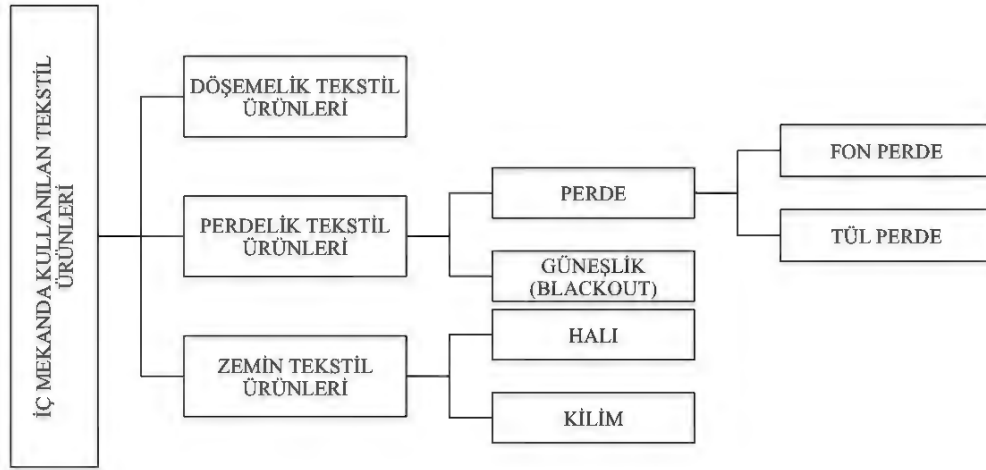 İÇ MEKANDA KULLANILAN TEKSTİL
ÜRÜNLERİ
DÖŞEMELİK TEKSTİL
ÜRÜNLERİ
PERDELİK TEKSTİL
ÜRÜNLERİ
PERDE
FON PERDE
TÜL PERDE
GÜNEŞLİK
(BLACKOUT)
ZEMİN TEKSTİL
ÜRÜNLERİ
HALI
KİLİM